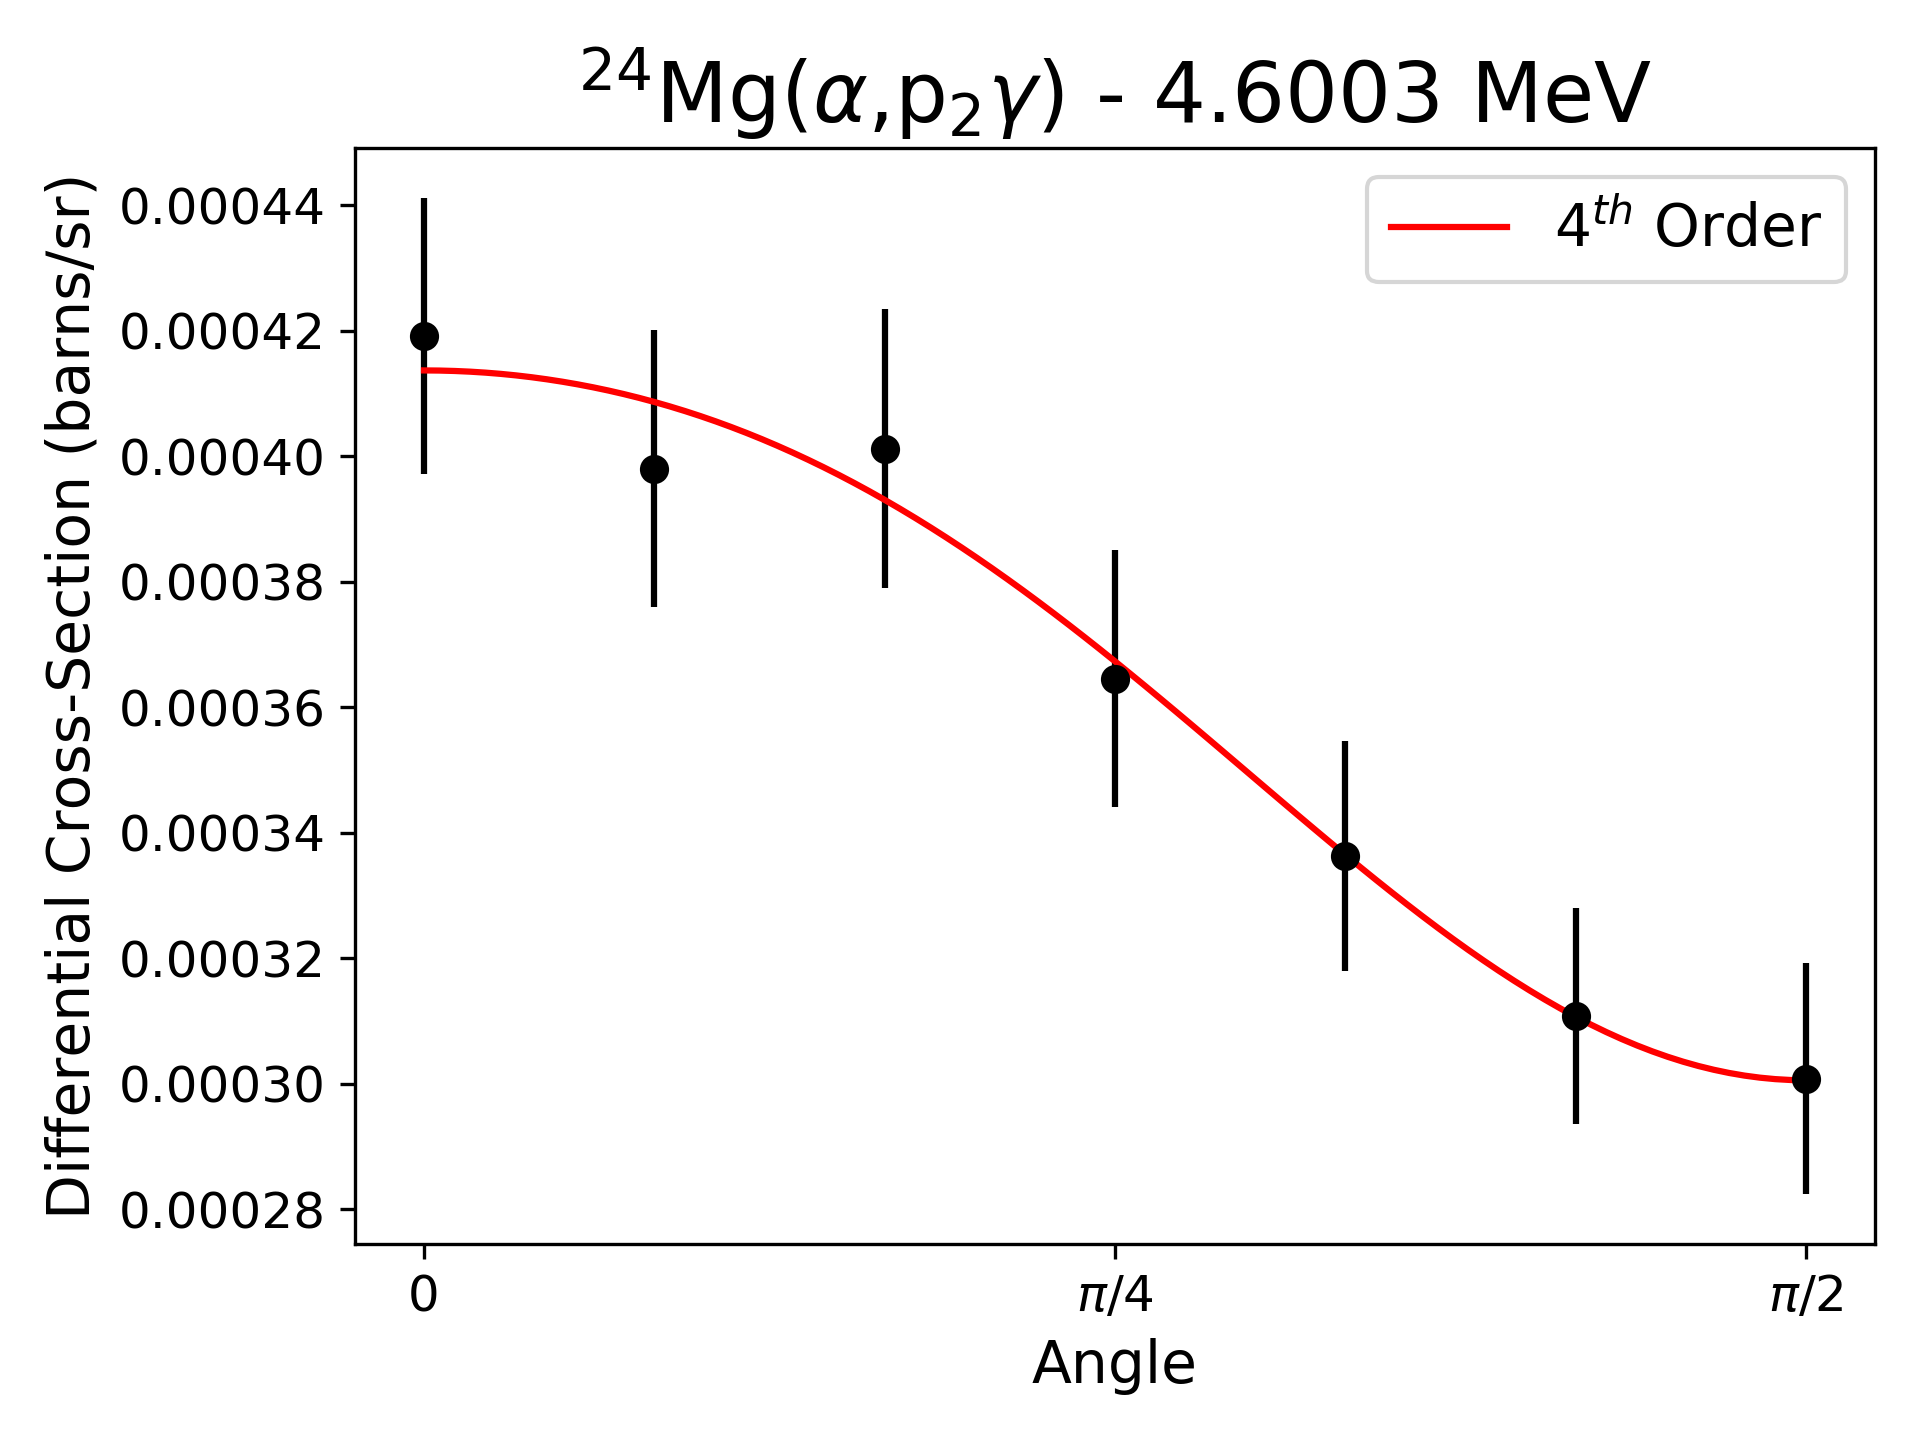 ²⁴Mg(α,p₂γ) - 4.6003 MeV
4ᵗʰ Order
Differential Cross-Section (barns/sr)
0.00044
0.00042
0.00040
0.00038
0.00036
0.00034
0.00032
0.00030
0.00028
0 π/4 π/2
Angle